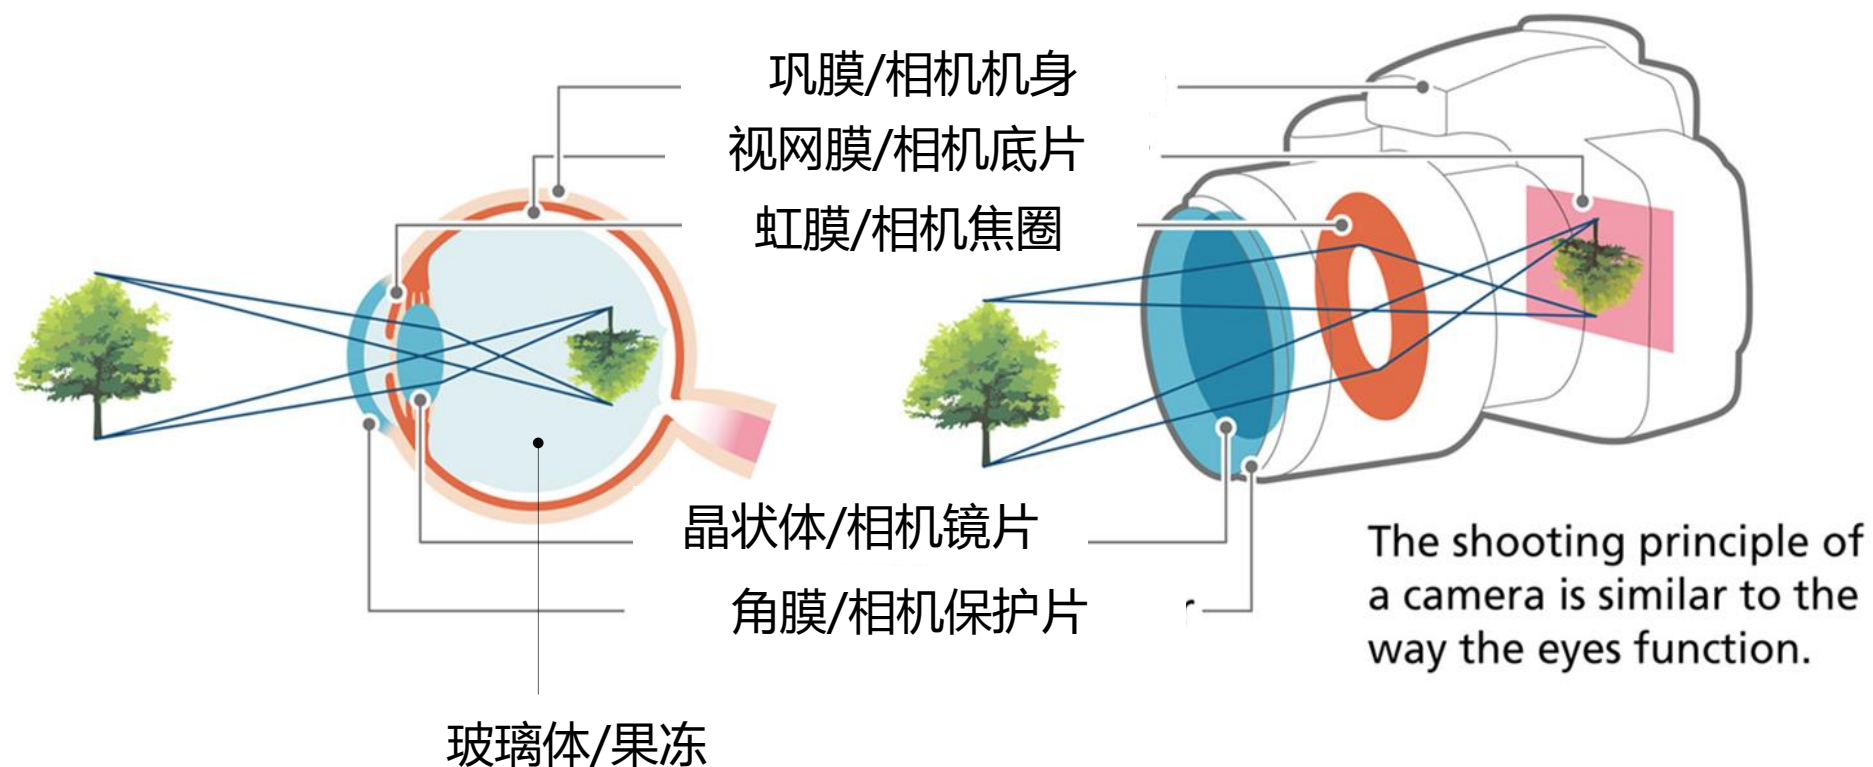 巩膜/相机机身
视网膜/相机底片
虹膜/相机焦圈
晶状体/相机镜片
角膜/相机保护片
The shooting principle of
a camera is similar to the
way the eyes function.
玻璃体/果冻